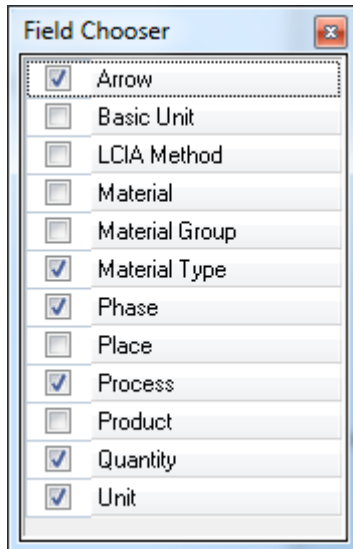 Field Chooser
Arrow
Basic Unit
LCIA Method
Material
Material Group
Material Type
Phase
Place
Process
Product
Quantity
Unit